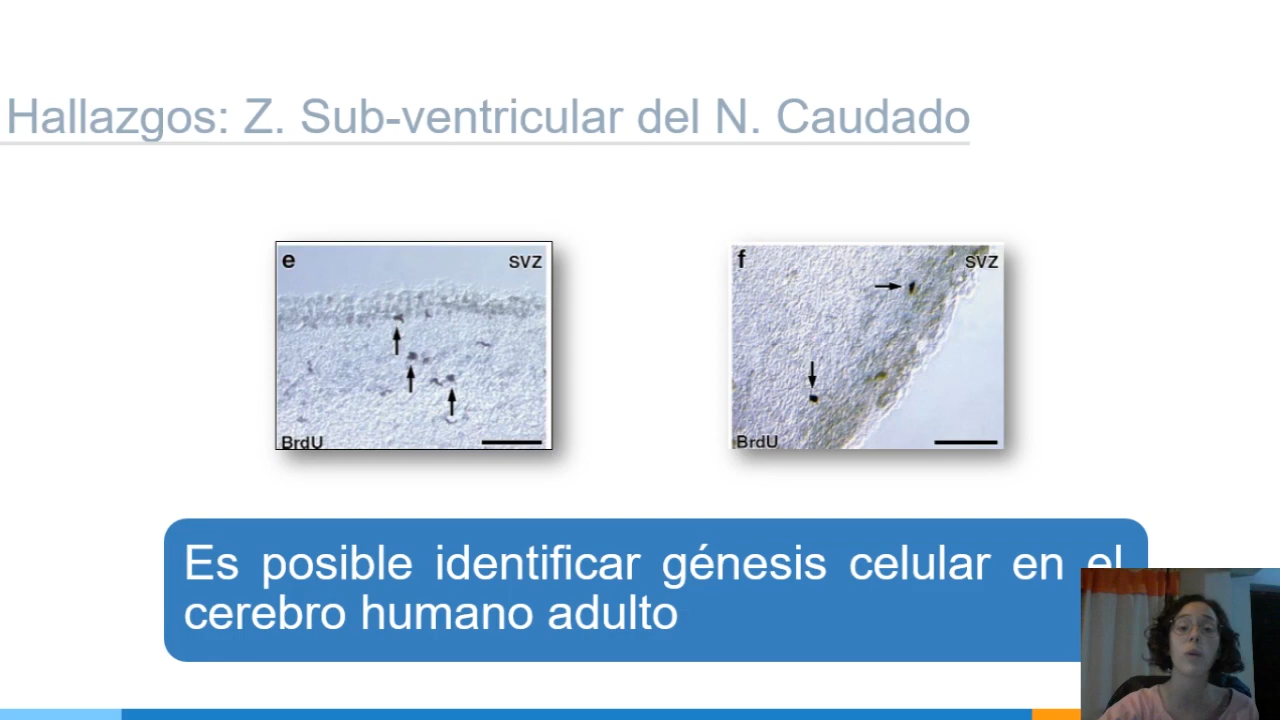 Hallazgos: Z. Sub-ventricular del N. Caudado
e
SVZ
BrdU
f
SVZ
BrdU
Es posible identificar génesis celular en el
cerebro humano adulto